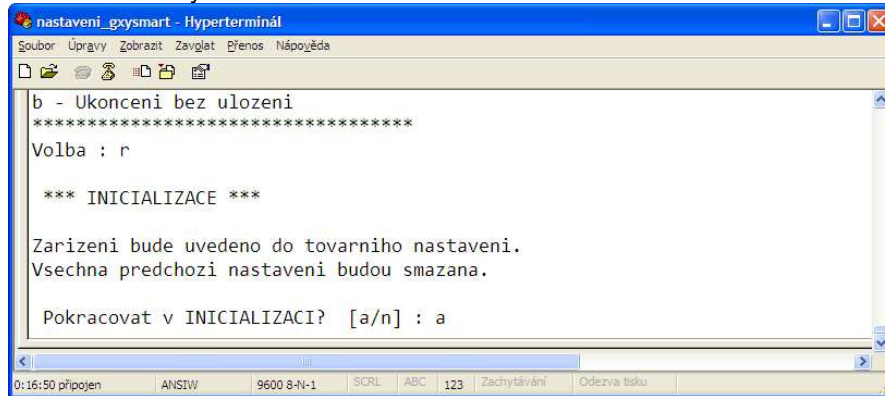 nastaveni_gxysmart - Hyperterminál
Soubor Úpravy Zobrazit Zavolat Přenos Nápověda
b - Ukonceni bez ulozeni
***********************************
Volba : r
*** INICIALIZACE ***
Zarizeni bude uvedeno do tovarniho nastaveni.
Vsechna predchozi nastaveni budou smazana.
Pokracovat v INICIALIZACI? [a/n] : a
0:16:50 připojen ANSIW 9600 8-N-1 SCRL ABC 123 Zachytávání Odezva tisku